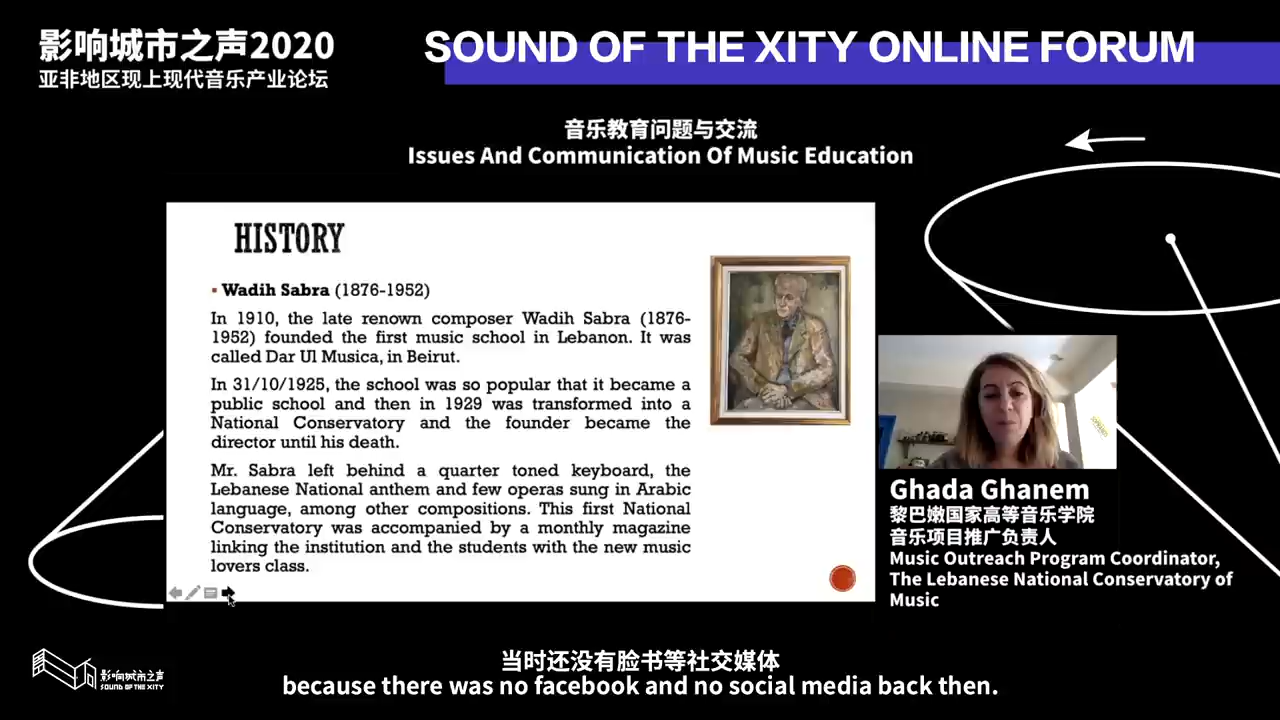 影响城市之声2020
亚非地区现上现代音乐产业论坛
SOUND OF THE XITY ONLINE FORUM
音乐教育问题与交流
Issues And Communication Of Music Education
HISTORY
▪ Wadih Sabra (1876-1952)
In 1910, the late renown composer Wadih Sabra (1876-
1952) founded the first music school in Lebanon. It was
called Dar Ul Musica, in Beirut.
In 31/10/1925, the school was so popular that it became a
public school and then in 1929 was transformed into a
National Conservatory and the founder became the
director until his death.
Mr. Sabra left behind a quarter toned keyboard, the
Lebanese National anthem and few operas sung in Arabic
language, among other compositions. This first National
Conservatory was accompanied by a monthly magazine
linking the institution and the students with the new music
lovers class.
Ghada Ghanem
黎巴嫩国家高等音乐学院
音乐项目推广负责人
Music Outreach Program Coordinator,
The Lebanese National Conservatory of
Music
影响城市之声
SOUND OF THE XITY
当时还没有脸书等社交媒体
because there was no facebook and no social media back then.